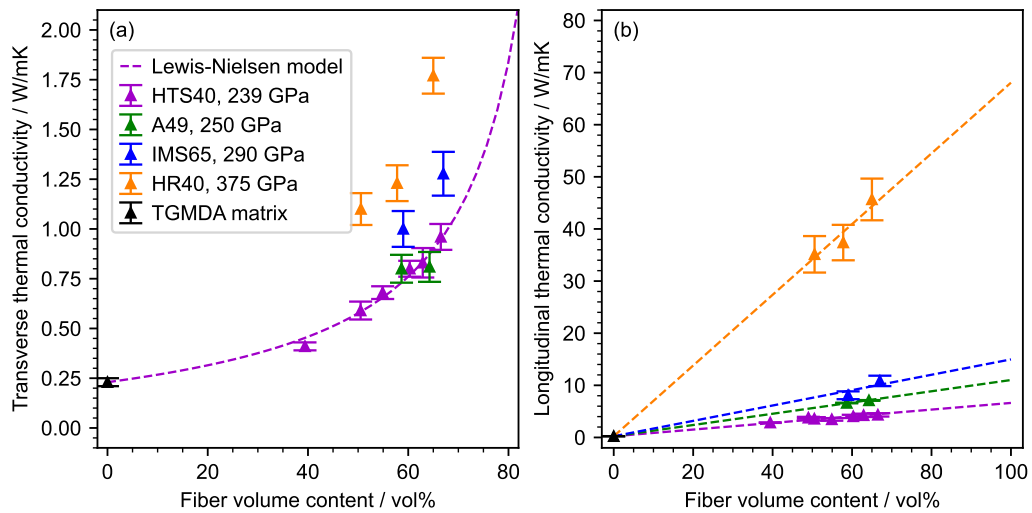 (a)
Lewis-Nielsen model
HTS40, 239 GPa
A49, 250 GPa
IMS65, 290 GPa
HR40, 375 GPa
TGMDA matrix
Transverse thermal conductivity / W/mK
2.00
1.75
1.50
1.25
1.00
0.75
0.50
0.25
0.00
0
20
40
60
80
Fiber volume content / vol%
(b)
Longitudinal thermal conductivity / W/mK
80
70
60
50
40
30
20
10
0
0
20
40
60
80
100
Fiber volume content / vol%